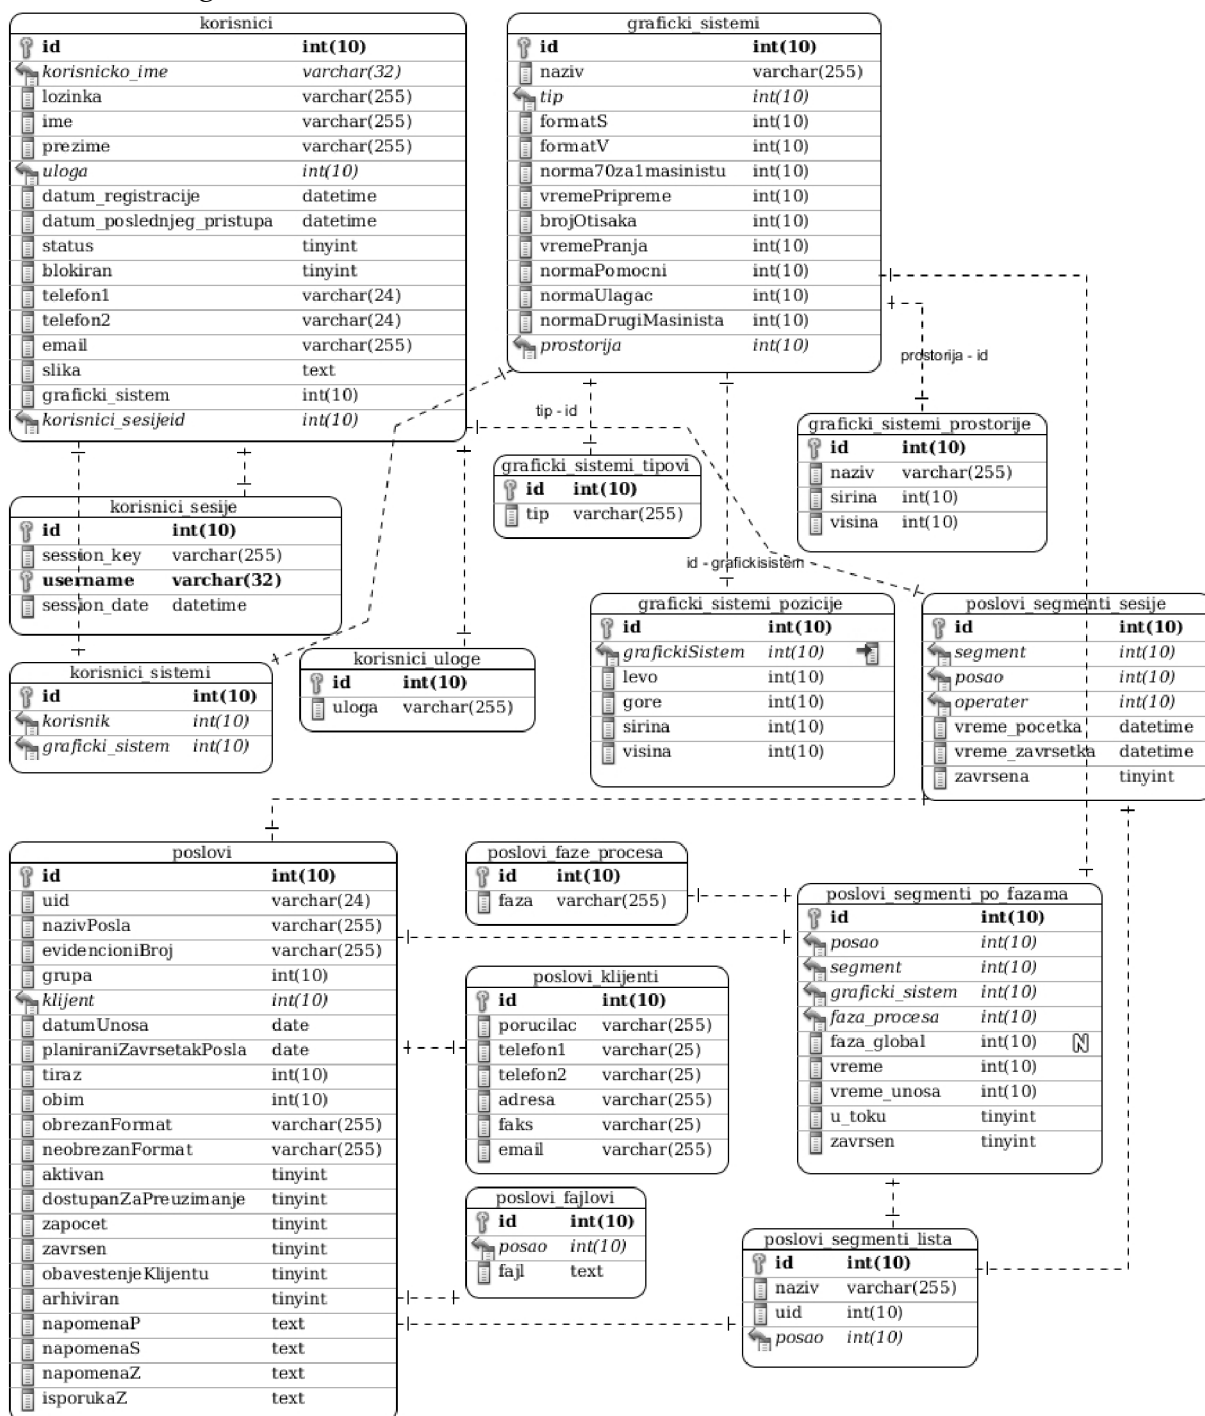 korisnici
id int(10)
korisnicko_ime varchar(32)
lozinka varchar(255)
ime varchar(255)
prezime varchar(255)
uloga int(10)
datum_registracije datetime
datum_poslednjeg_pristupa datetime
status tinyint
blokiran tinyint
telefon1 varchar(24)
telefon2 varchar(24)
email varchar(255)
slika text
graficki_sistem int(10)
korisnici_sesijeid int(10)
graficki_sistemi
id int(10)
naziv varchar(255)
tip int(10)
formatS int(10)
formatV int(10)
norma70za1masinistu int(10)
vremePripreme int(10)
brojOtisaka int(10)
vremePranja int(10)
normaPomocni int(10)
normaUlagac int(10)
normaDrugiMasinista int(10)
prostorija int(10)
prostorija - id
tip - id
graficki_sistemi_prostorije
id int(10)
naziv varchar(255)
sirina int(10)
visina int(10)
graficki_sistemi_tipovi
id int(10)
tip varchar(255)
korisnici_sesije
id int(10)
session_key varchar(255)
username varchar(32)
session_date datetime
id - grafickisistem
korisnici_sistemi
id int(10)
korisnik int(10)
graficki_sistem int(10)
korisnici_uloge
id int(10)
uloga varchar(255)
graficki_sistemi_pozicije
id int(10)
grafickiSistem int(10)
levo int(10)
gore int(10)
sirina int(10)
visina int(10)
poslovi_segmenti_sesije
id int(10)
segment int(10)
posao int(10)
operater int(10)
vreme_pocetka datetime
vreme_zavrsetka datetime
zavrsena tinyint
poslovi
id int(10)
uid varchar(24)
nazivPosla varchar(255)
evidencioniBroj varchar(255)
grupa int(10)
klijent int(10)
datumUnosa date
planiraniZavrsetakPosla date
tiraz int(10)
obim int(10)
obrezanFormat varchar(255)
neobrezanFormat varchar(255)
aktivan tinyint
dostupanZaPreuzimanje tinyint
zapocet tinyint
zavrsen tinyint
obavestenjeKlijentu tinyint
arhiviran tinyint
napomenaP text
napomenaS text
napomenaZ text
isporukaZ text
poslovi_faze_procesa
id int(10)
faza varchar(255)
poslovi_klijenti
id int(10)
porucilac varchar(255)
telefon1 varchar(25)
telefon2 varchar(25)
adresa varchar(255)
faks varchar(25)
email varchar(255)
poslovi_fajlovi
id int(10)
posao int(10)
fajl text
poslovi_segmenti_po_fazama
id int(10)
posao int(10)
segment int(10)
graficki_sistem int(10)
faza_procesa int(10)
faza_global int(10) N
vreme int(10)
vreme_unosa int(10)
u_toku tinyint
zavrsen tinyint
poslovi_segmenti_lista
id int(10)
naziv varchar(255)
uid int(10)
posao int(10)